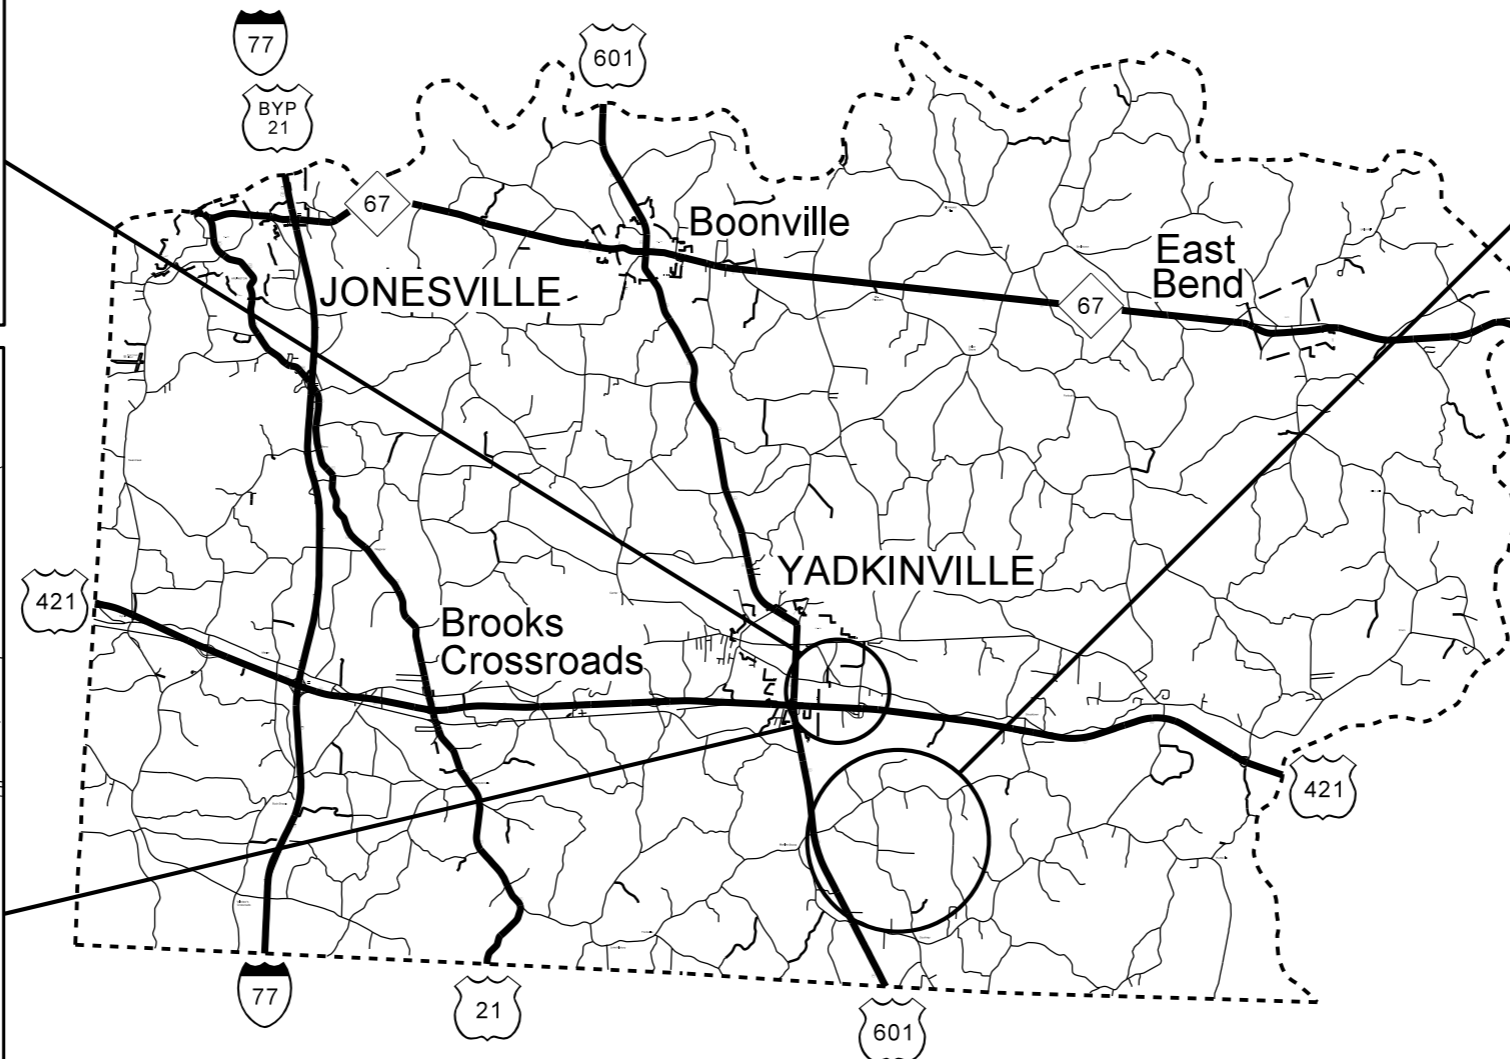 77
601
BYP
21
67
Boonville
East
Bend
JONESVILLE
67
YADKINVILLE
421
Brooks
Crossroads
421
77
21
601